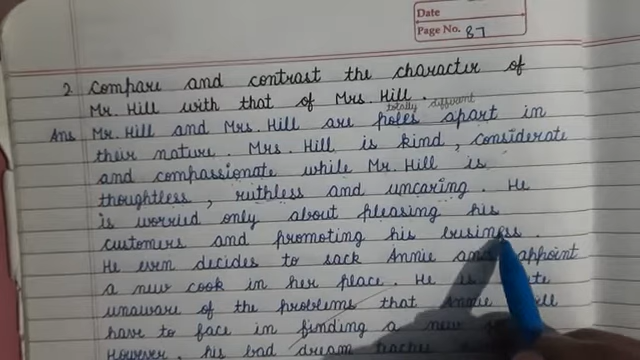 Date
Page No. 87
2 Compare and contrast the character of
Mr. Hill with that of Mrs. Hill.
totally different
Ans Mr. Hill and Mrs. Hill are poles apart in
their nature. Mrs. Hill is kind, considerate
and compassionate while Mr. Hill is
thoughtless, ruthless and uncaring. He
is worried only about pleasing his
customers and promoting his business.
He even decides to sack Annie and appoint
a new cook in her place. He is
unaware of the problems that Annie
have to face in finding a new
However, his bad dream